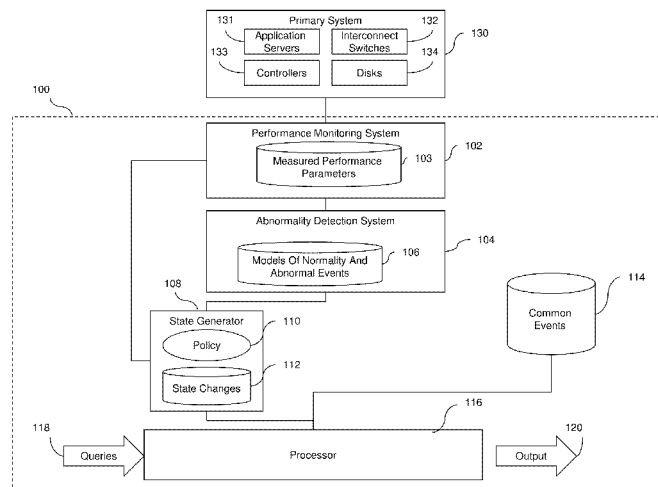 Primary System
131
Application
Servers
Interconnect
Switches
132
133
Controllers
Disks
134
130
100
Performance Monitoring System
Measured Performance
Parameters
103
102
Abnormality Detection System
Models Of Normality And
Abnormal Events
106
104
108
State Generator
Policy
110
State Changes
112
Common
Events
114
116
118
Queries
Processor
Output
120